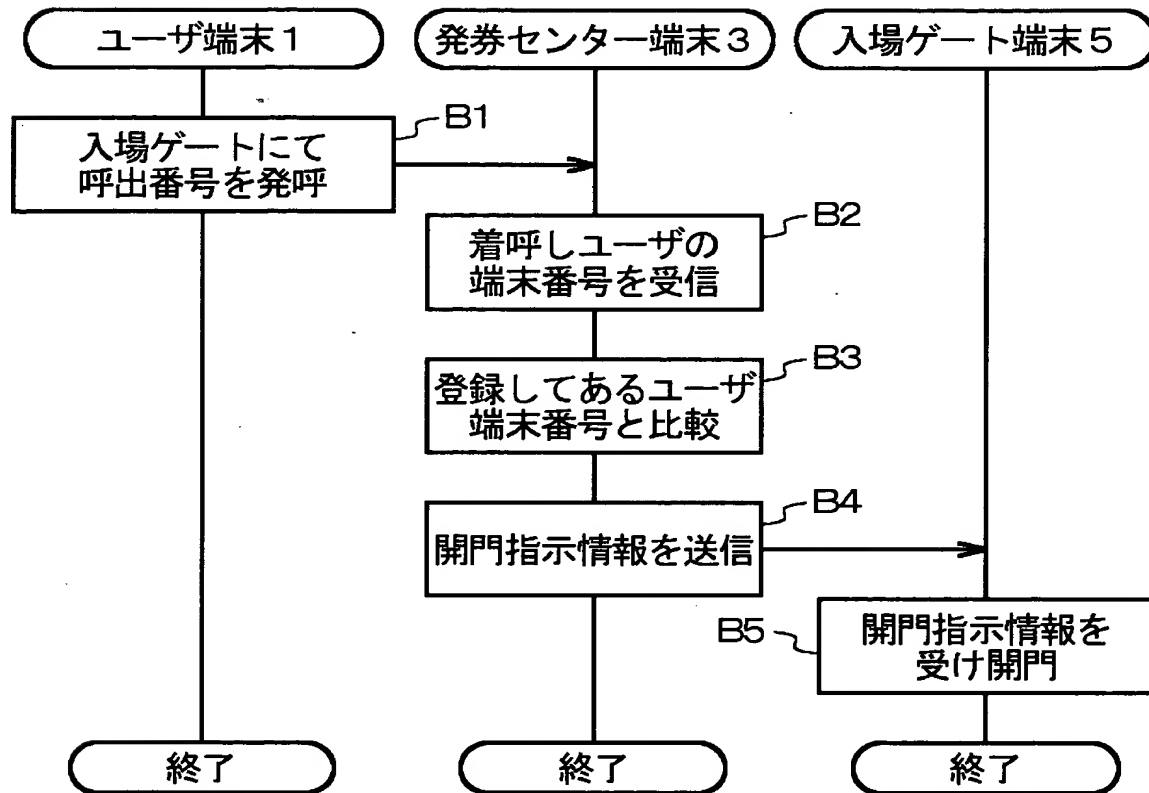 ユーザ端末1
発券センター端末3
入場ゲート端末5
B1
入場ゲートにて
呼出番号を発呼
B2
着呼しユーザの
端末番号を受信
B3
登録してあるユーザ
端末番号と比較
B4
開門指示情報を送信
B5
開門指示情報を
受け開門
終了
終了
終了